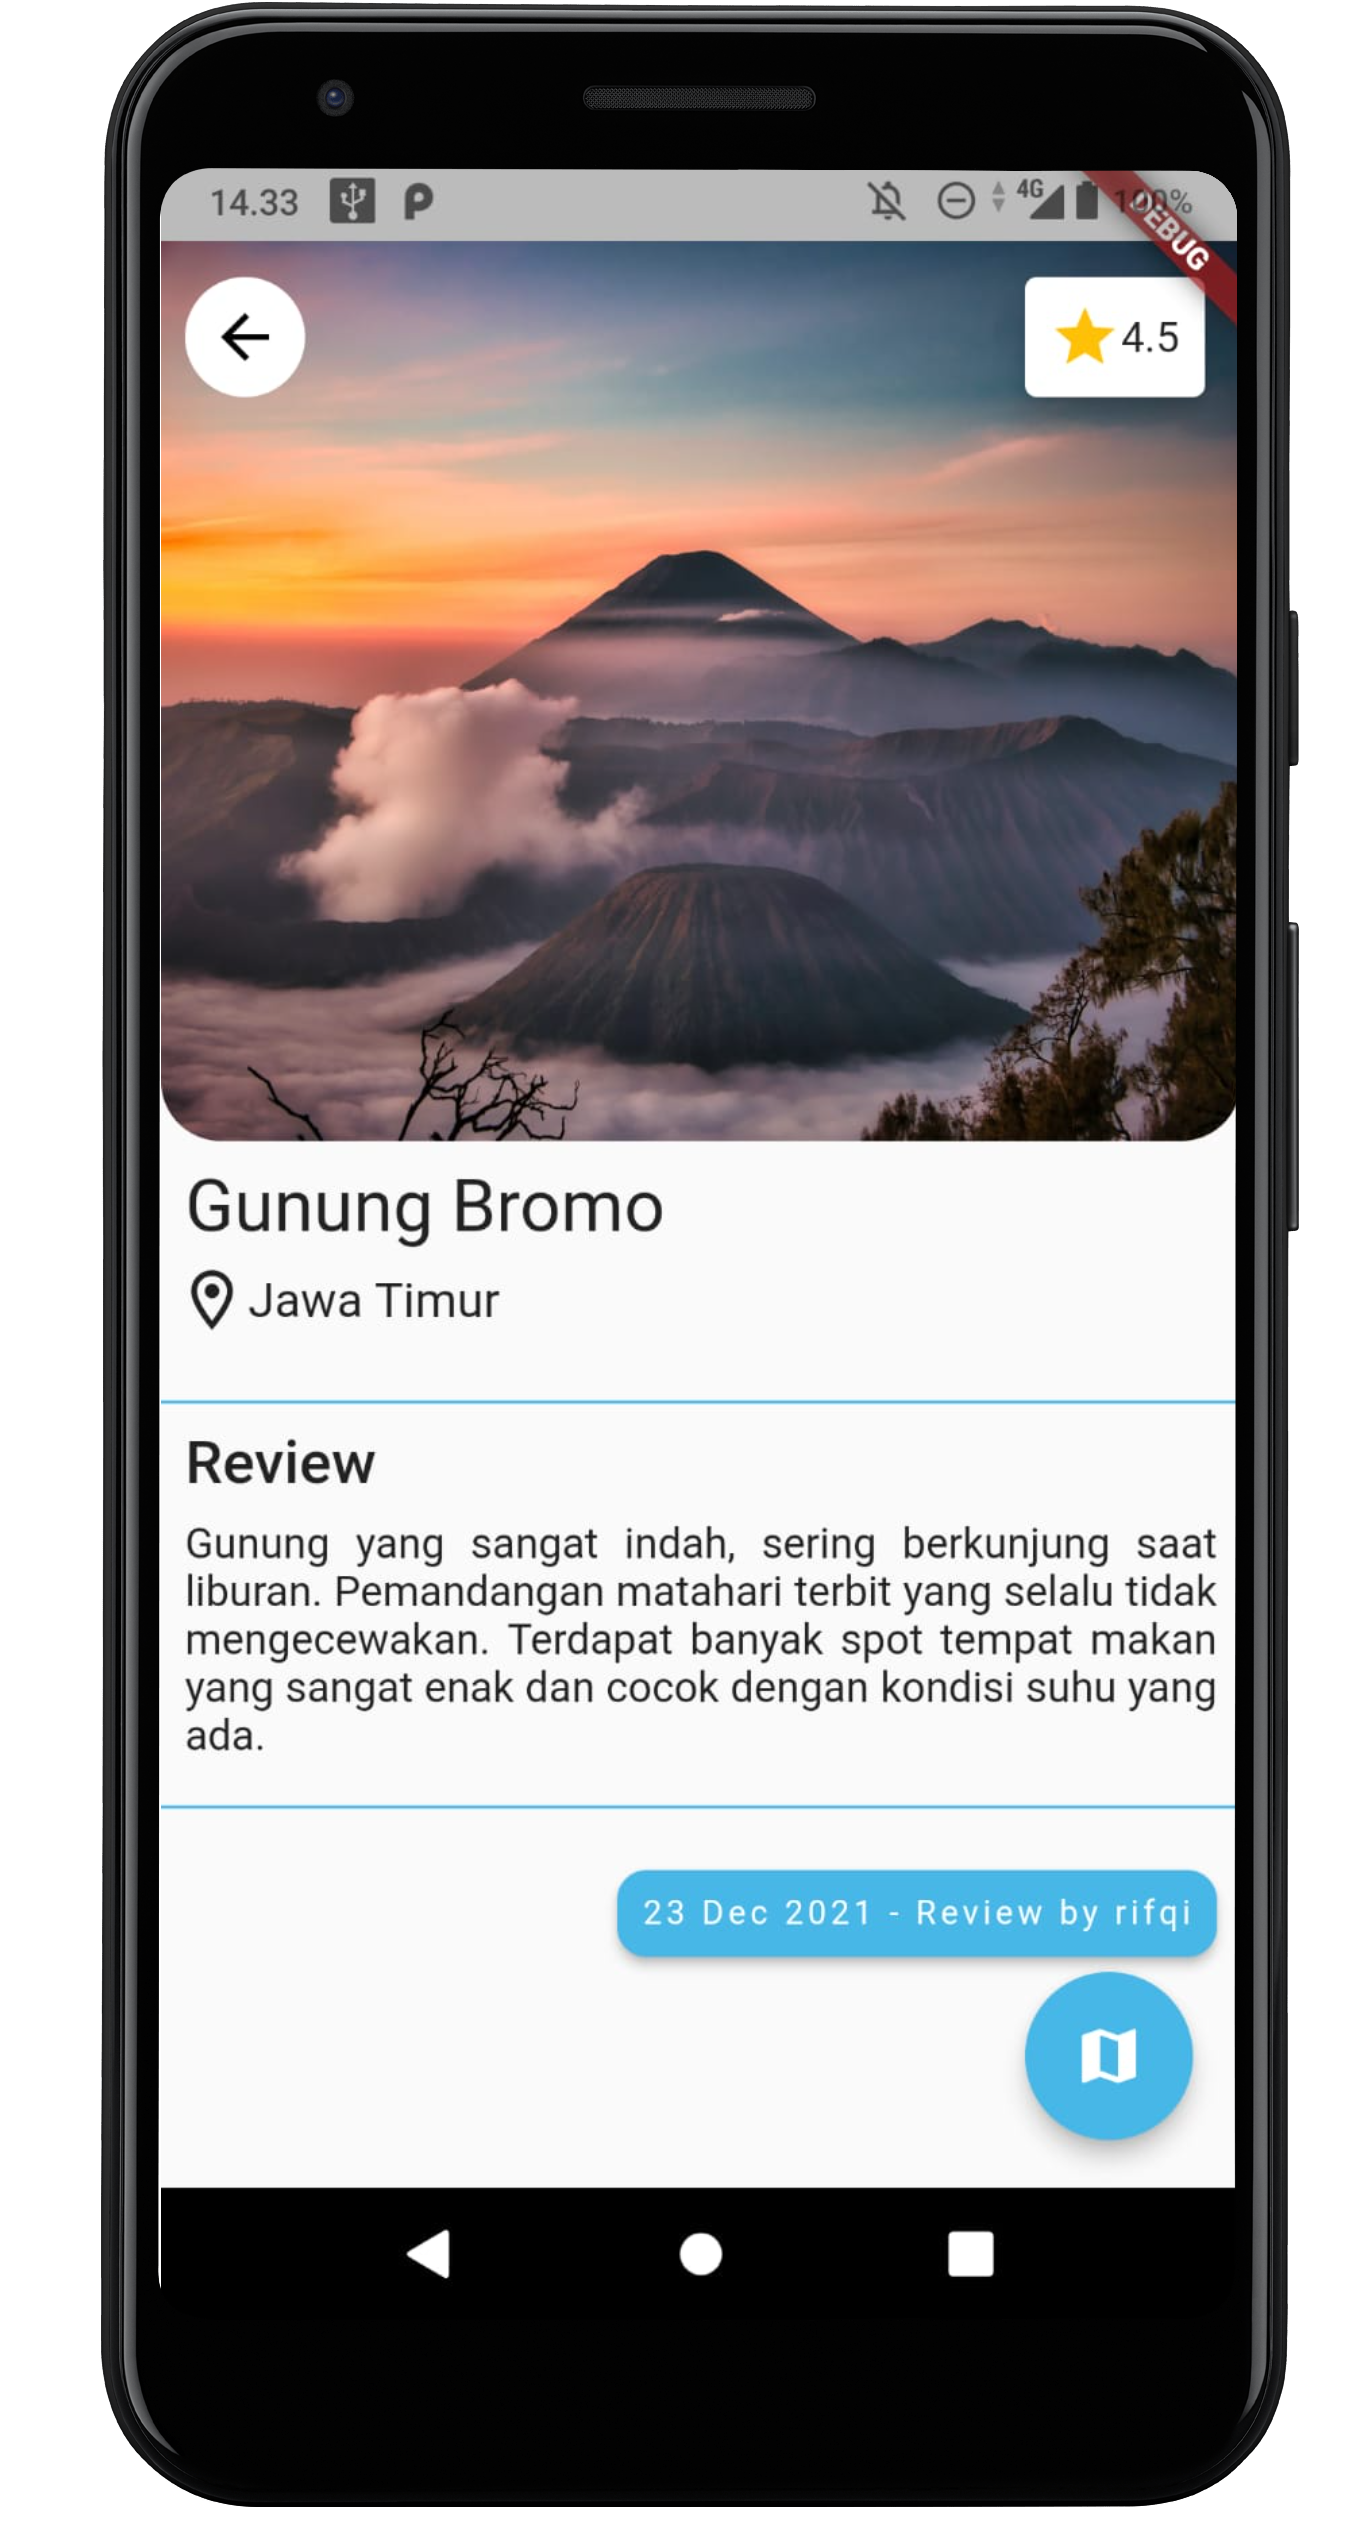 14.33
4G
100%
DEBUG
4.5
Gunung Bromo
Jawa Timur
Review
Gunung yang sangat indah, sering berkunjung saat
liburan. Pemandangan matahari terbit yang selalu tidak
mengecewakan. Terdapat banyak spot tempat makan
yang sangat enak dan cocok dengan kondisi suhu yang
ada.
23 Dec 2021 - Review by rifqi